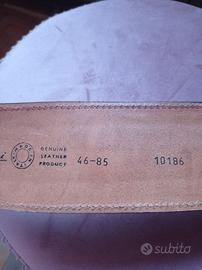 GENUINE
LEATHER
PRODUCT
46-85
10186
subito